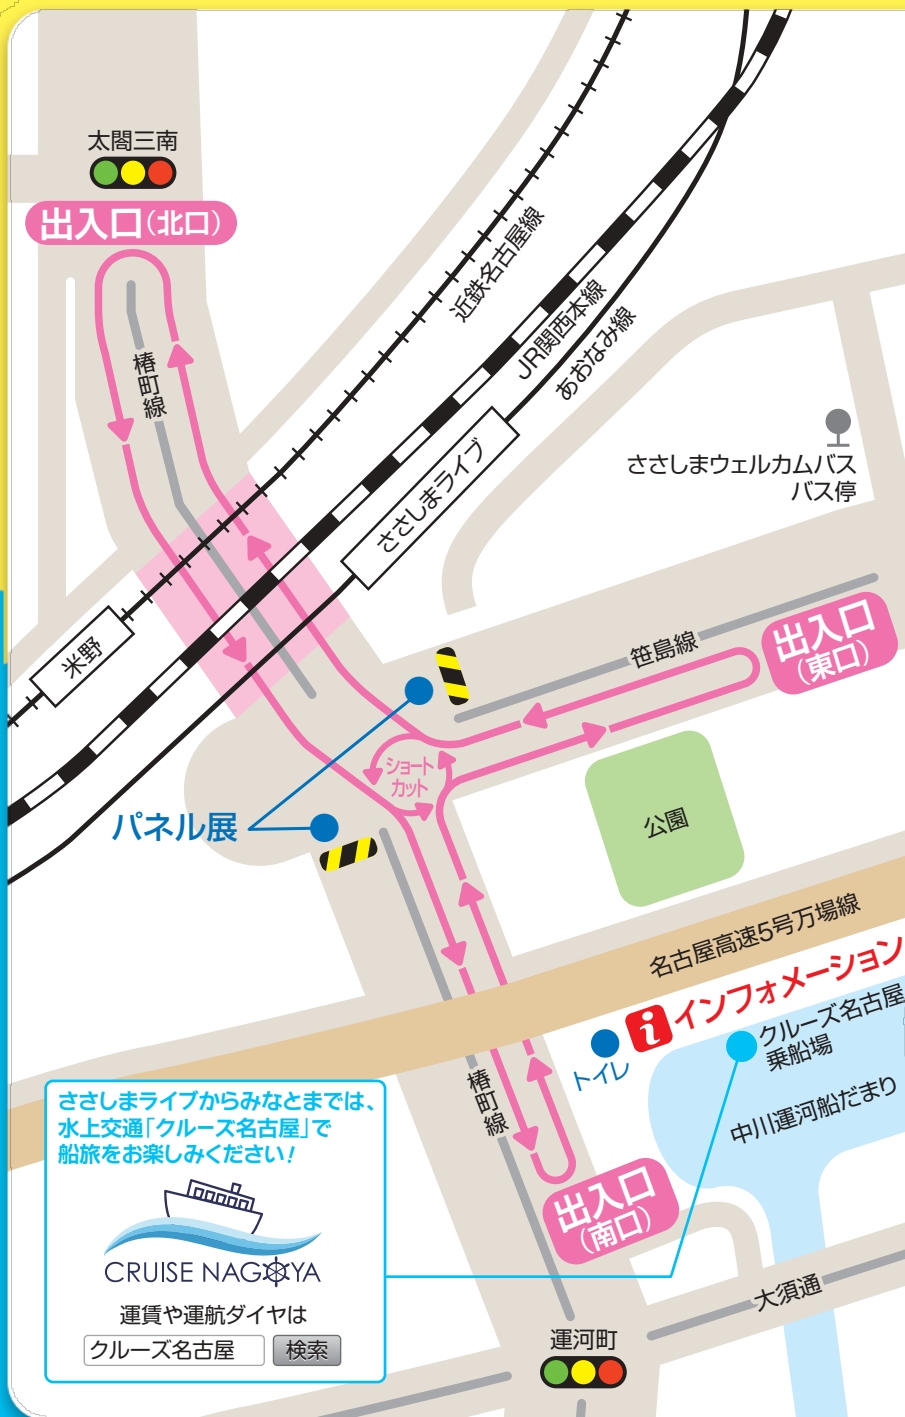 太閤三南
出入口(北口)
椿町線
近鉄名古屋線
JR関西本線
あおなみ線
ささしまライブ
ささしまウェルカムバス
バス停
米野
笹島線
出入口
(東口)
ショート
カット
パネル展
公園
名古屋高速5号万場線
iインフォメーション
トイレ
クルーズ名古屋
乗船場
中川運河船だまり
椿町線
出入口
(南口)
大須通
運河町
ささしまライブからみなとまでは、
水上交通「クルーズ名古屋」で
船旅をお楽しみください!
CRUISE NAGOYA
運賃や運航ダイヤは
クルーズ名古屋 検索